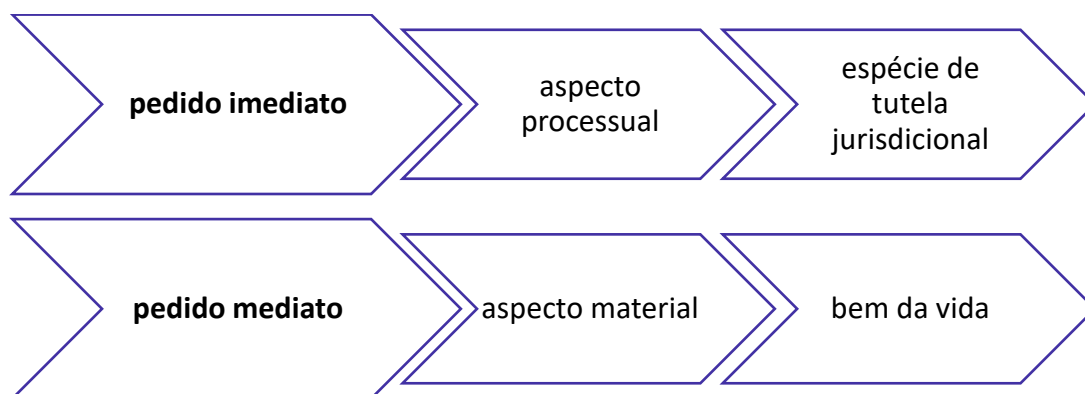 pedido imediato
aspecto
processual
espécie de
tutela
jurisdicional
pedido mediato
aspecto material
bem da vida